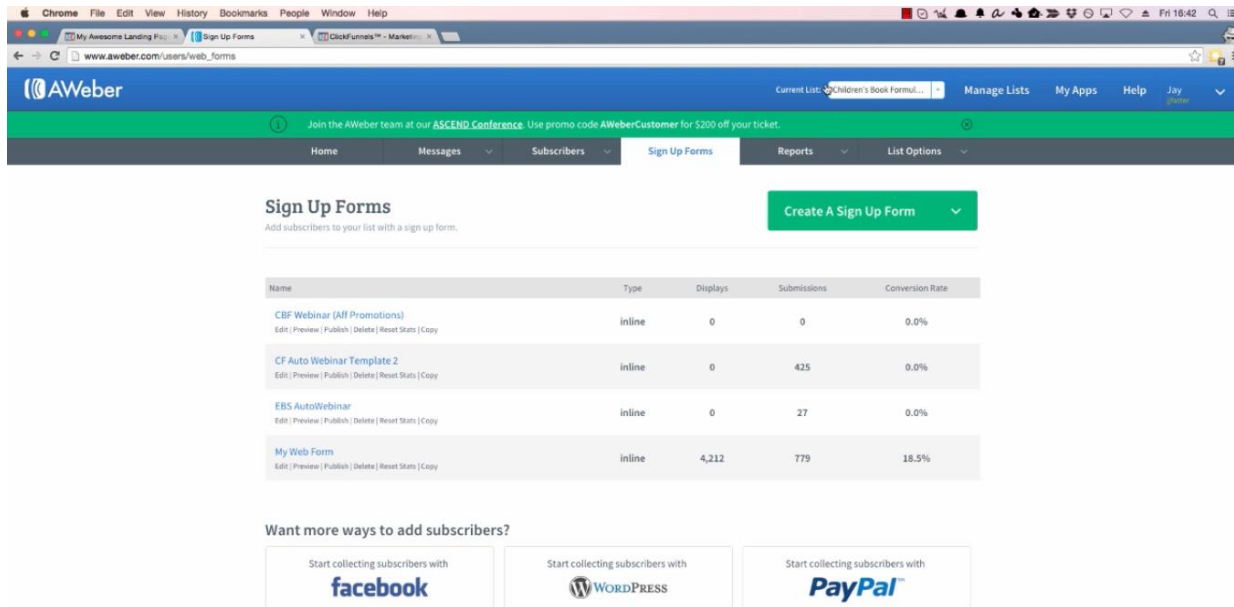 Chrome File Edit View History Bookmarks People Window Help Fri 16:42
My Awesome Landing Pag Sign Up Forms ClickFunnels™ - Marketing
www.aweber.com/users/web_forms
AWeber Current List: Children's Book Formul... Manage Lists My Apps Help Jay
Join the AWeber team at our ASCEND Conference. Use promo code AWeberCustomer for $200 off your ticket.
Home Messages Subscribers Sign Up Forms Reports List Options
Sign Up Forms
Create A Sign Up Form
Add subscribers to your list with a sign up form.
Name Type Displays Submissions Conversion Rate
CBF Webinar (Aff Promotions)
inline 0 0 0.0%
Edit | Preview | Publish | Delete | Reset Stats | Copy
CF Auto Webinar Template 2
inline 0 425 0.0%
Edit | Preview | Publish | Delete | Reset Stats | Copy
EBS AutoWebinar
inline 0 27 0.0%
Edit | Preview | Publish | Delete | Reset Stats | Copy
My Web Form
inline 4,212 779 18.5%
Edit | Preview | Publish | Delete | Reset Stats | Copy
Want more ways to add subscribers?
Start collecting subscribers with Start collecting subscribers with Start collecting subscribers with
facebook WORDPRESS PayPal™